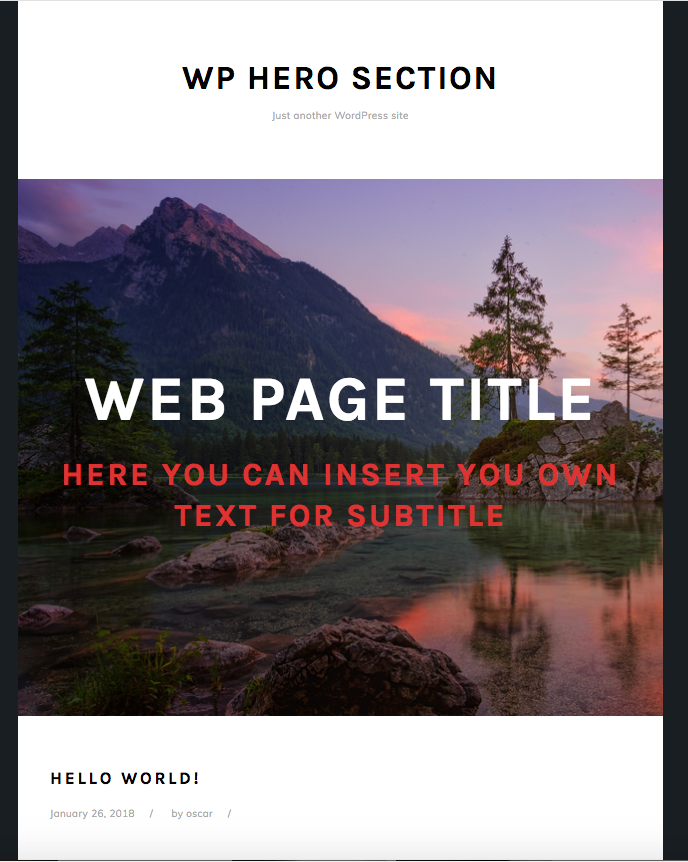 WP HERO SECTION
Just another WordPress site
WEB PAGE TITLE
HERE YOU CAN INSERT YOU OWN
TEXT FOR SUBTITLE
HELLO WORLD!
January 26, 2018 / by oscar /